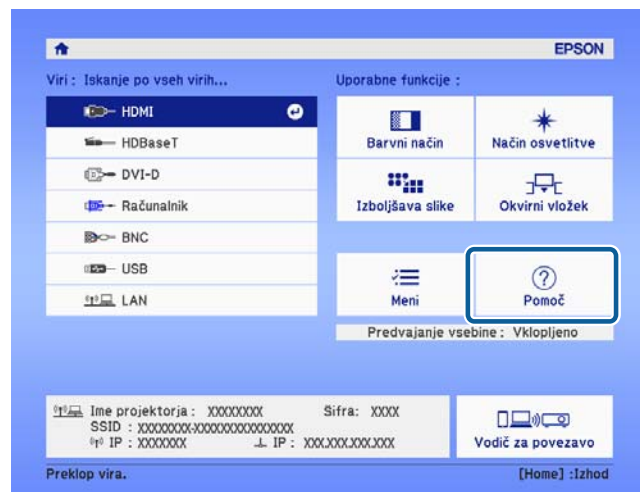 EPSON
Viri : Iskanje po vseh virih...
HDMI
HDBaseT
DVI-D
Računalnik
BNC
USB
LAN
Uporabne funkcije :
Barvni način
Način osvetlitve
Izboljšava slike
Okvirni vložek
Meni
Pomoč
Predvajanje vsebine : Vklopljeno
Ime projektorja : XXXXXXXX Sifra: XXXX
SSID : XXXXXXXX-XXXXXXXXXXXXXXXX
IP : XXXXXXX IP : XXX.XXX.XXX.XXX
Vodič za povezavo
Preklop vira. [Home] :Izhod